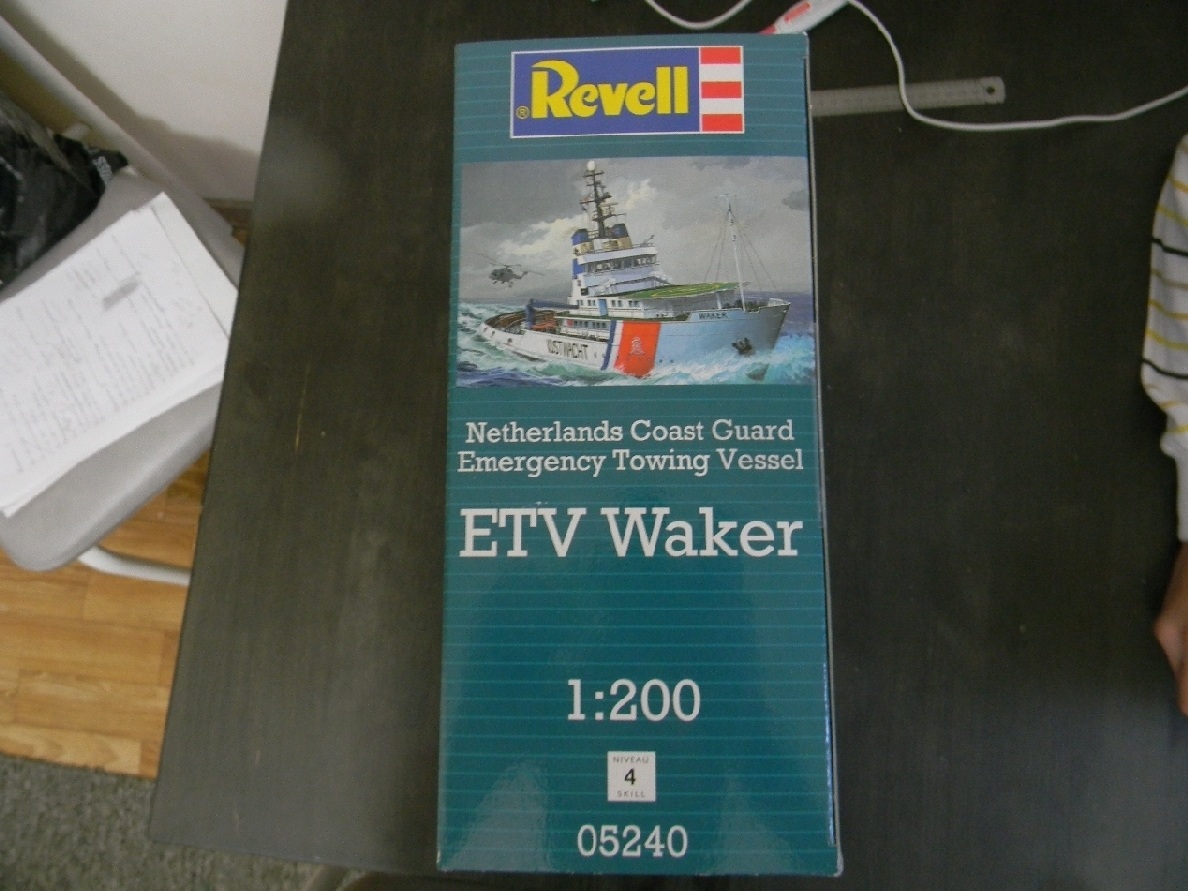 ® Revell
WAKER
KUSTWACHT
Netherlands Coast Guard
Emergency Towing Vessel
ETV Waker
1:200
NIVEAU
4
SKILL
05240